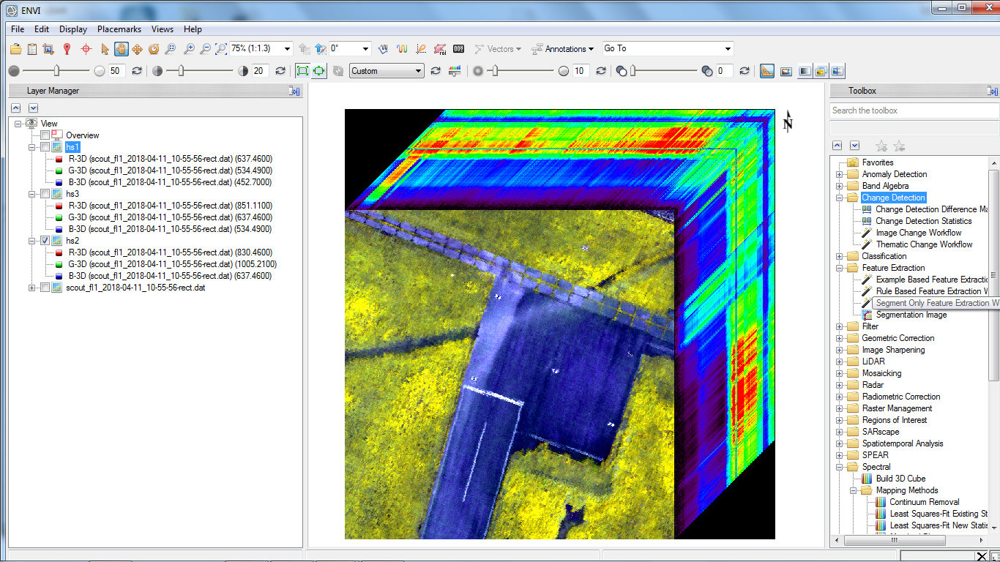 ENVI
File Edit Display Placemarks Views Help
75% (1:1.3) 0° Vectors Annotations Go To
50 20 Custom 10 0
Layer Manager
View
Overview
hs1
R-3D (scout_fl1_2018-04-11_10-55-56-rect.dat) (637.4600)
G-3D (scout_fl1_2018-04-11_10-55-56-rect.dat) (534.4900)
B-3D (scout_fl1_2018-04-11_10-55-56-rect.dat) (452.7000)
hs3
R-3D (scout_fl1_2018-04-11_10-55-56-rect.dat) (851.1100)
G-3D (scout_fl1_2018-04-11_10-55-56-rect.dat) (637.4600)
B-3D (scout_fl1_2018-04-11_10-55-56-rect.dat) (534.4900)
hs2
R-3D (scout_fl1_2018-04-11_10-55-56-rect.dat) (830.4600)
G-3D (scout_fl1_2018-04-11_10-55-56-rect.dat) (1005.2100)
B-3D (scout_fl1_2018-04-11_10-55-56-rect.dat) (637.4600)
scout_fl1_2018-04-11_10-55-56-rect.dat
N
Toolbox
Search the toolbox
Favorites
Anomaly Detection
Band Algebra
Change Detection
Change Detection Difference Ma
Change Detection Statistics
Image Change Workflow
Thematic Change Workflow
Classification
Feature Extraction
Example Based Feature Extractio
Rule Based Feature Extraction W
Segment Only Feature Extraction W
Segmentation Image
Filter
Geometric Correction
Image Sharpening
LiDAR
Mosaicking
Radar
Radiometric Correction
Raster Management
Regions of Interest
SARscape
Spatiotemporal Analysis
SPEAR
Spectral
Build 3D Cube
Mapping Methods
Continuum Removal
Least Squares-Fit Existing St
Least Squares-Fit New Statis